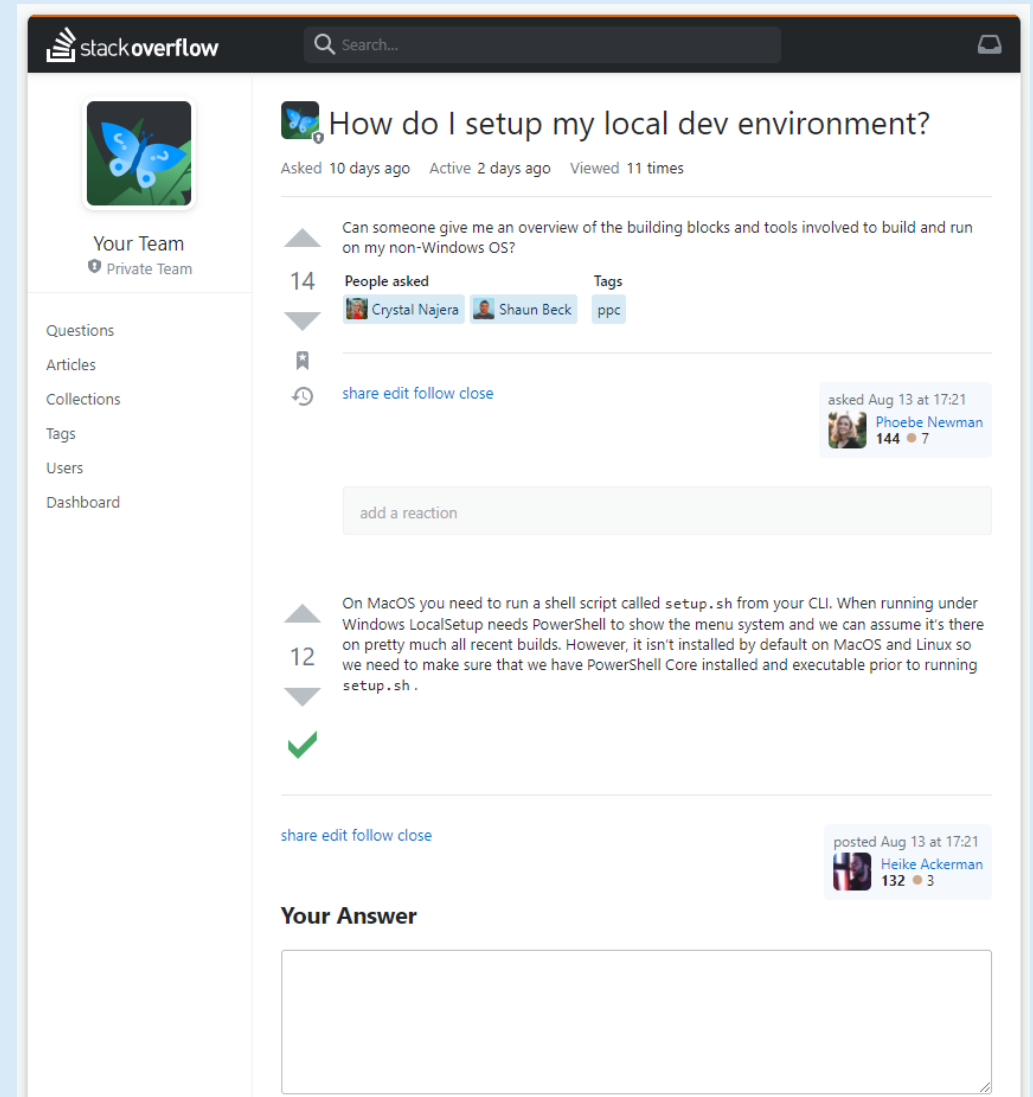 stackoverflow
Search...
Your Team
Private Team
Questions
Articles
Collections
Tags
Users
Dashboard
How do I setup my local dev environment?
Asked 10 days ago Active 2 days ago Viewed 11 times
Can someone give me an overview of the building blocks and tools involved to build and run
on my non-Windows OS?
14
People asked Tags
Crystal Najera Shaun Beck ppc
share edit follow close
asked Aug 13 at 17:21
Phoebe Newman
144 7
add a reaction
On MacOS you need to run a shell script called setup.sh from your CLI. When running under
Windows LocalSetup needs PowerShell to show the menu system and we can assume it's there
on pretty much all recent builds. However, it isn't installed by default on MacOS and Linux so
we need to make sure that we have PowerShell Core installed and executable prior to running
setup.sh .
12
share edit follow close
posted Aug 13 at 17:21
Heike Ackerman
132 3
Your Answer